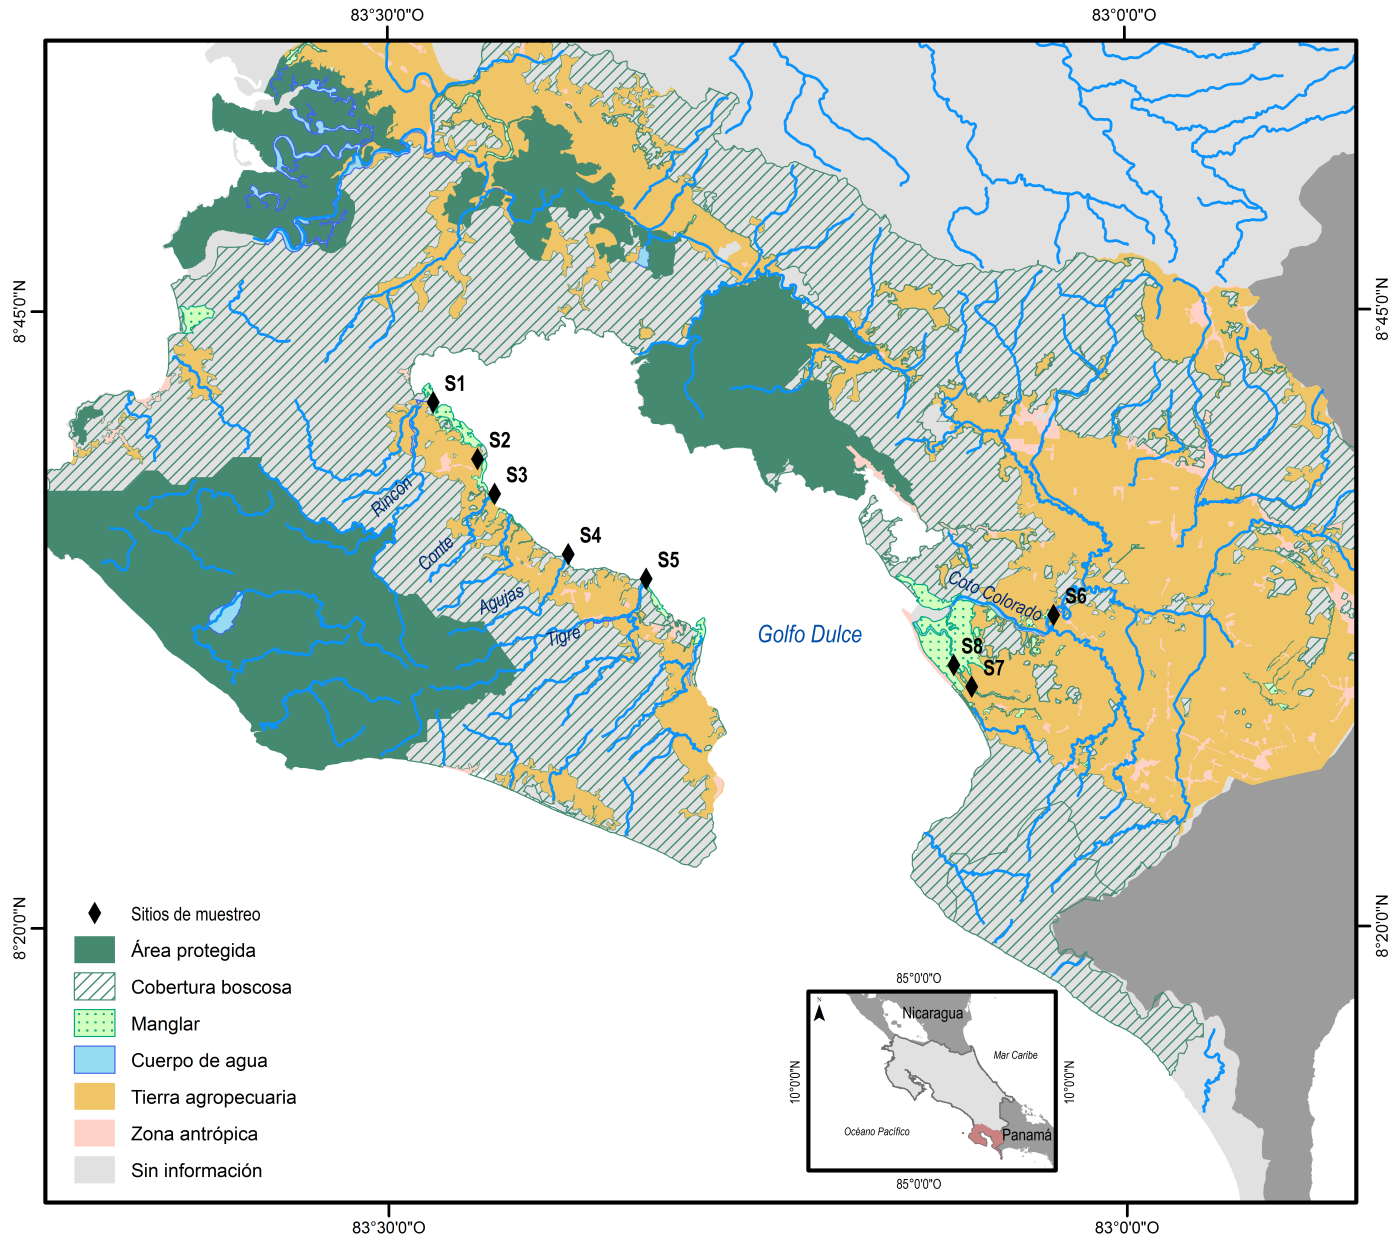 83°30'0"O
83°0'0"O
8°45'0"N
8°45'0"N
S1
S2
S3
Rincon
S4
Conte
S5
Agujas
Coto Colorado
S6
Tigre
Golfo Dulce
S8
S7
Sitios de muestreo
Área protegida
8°20'0"N
8°20'0"N
Cobertura boscosa
Manglar
Cuerpo de agua
Tierra agropecuaria
Zona antrópica
Sin información
85°0'0"O
N
Nicaragua
Mar Caribe
10°0'0"N
10°0'0"N
Océano Pacífico
Panamá
85°0'0"O
83°30'0"O
83°0'0"O